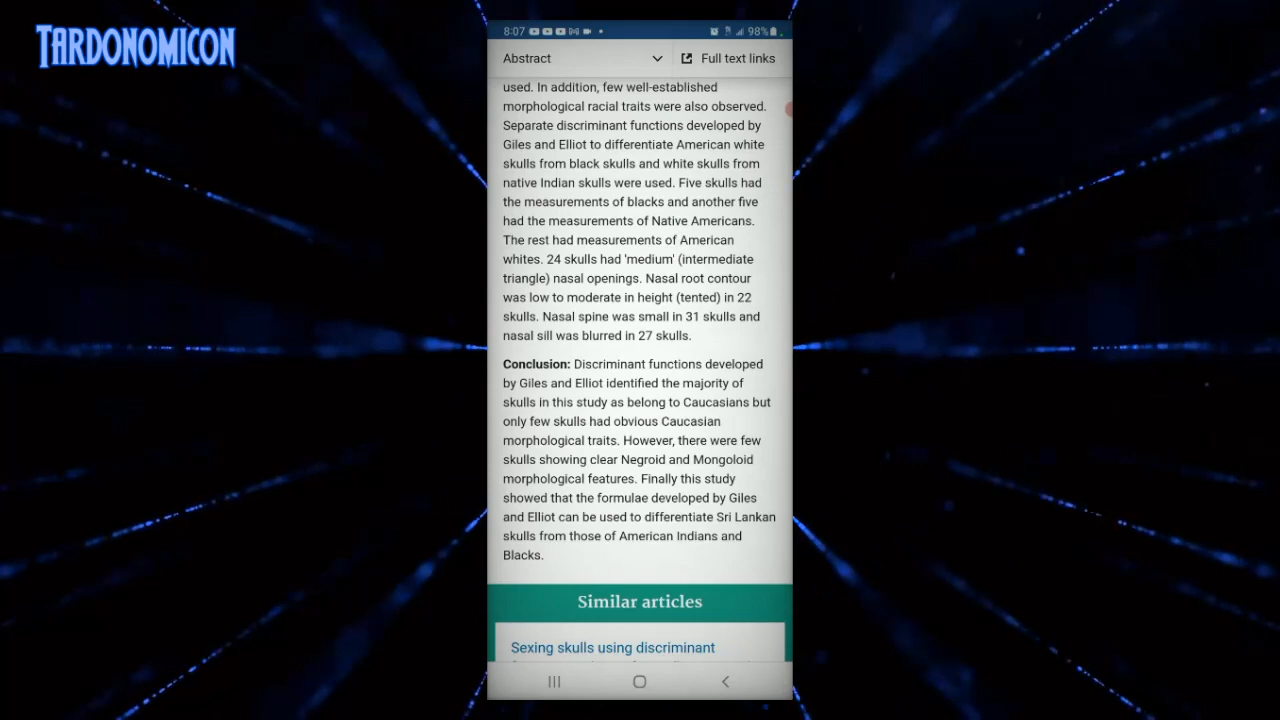 TARDONOMICON
8:07
98%
Abstract
Full text links
used. In addition, few well-established
morphological racial traits were also observed.
Separate discriminant functions developed by
Giles and Elliot to differentiate American white
skulls from black skulls and white skulls from
native Indian skulls were used. Five skulls had
the measurements of blacks and another five
had the measurements of Native Americans.
The rest had measurements of American
whites. 24 skulls had 'medium' (intermediate
triangle) nasal openings. Nasal root contour
was low to moderate in height (tented) in 22
skulls. Nasal spine was small in 31 skulls and
nasal sill was blurred in 27 skulls.
Conclusion: Discriminant functions developed
by Giles and Elliot identified the majority of
skulls in this study as belong to Caucasians but
only few skulls had obvious Caucasian
morphological traits. However, there were few
skulls showing clear Negroid and Mongoloid
morphological features. Finally this study
showed that the formulae developed by Giles
and Elliot can be used to differentiate Sri Lankan
skulls from those of American Indians and
Blacks.
Similar articles
Sexing skulls using discriminant